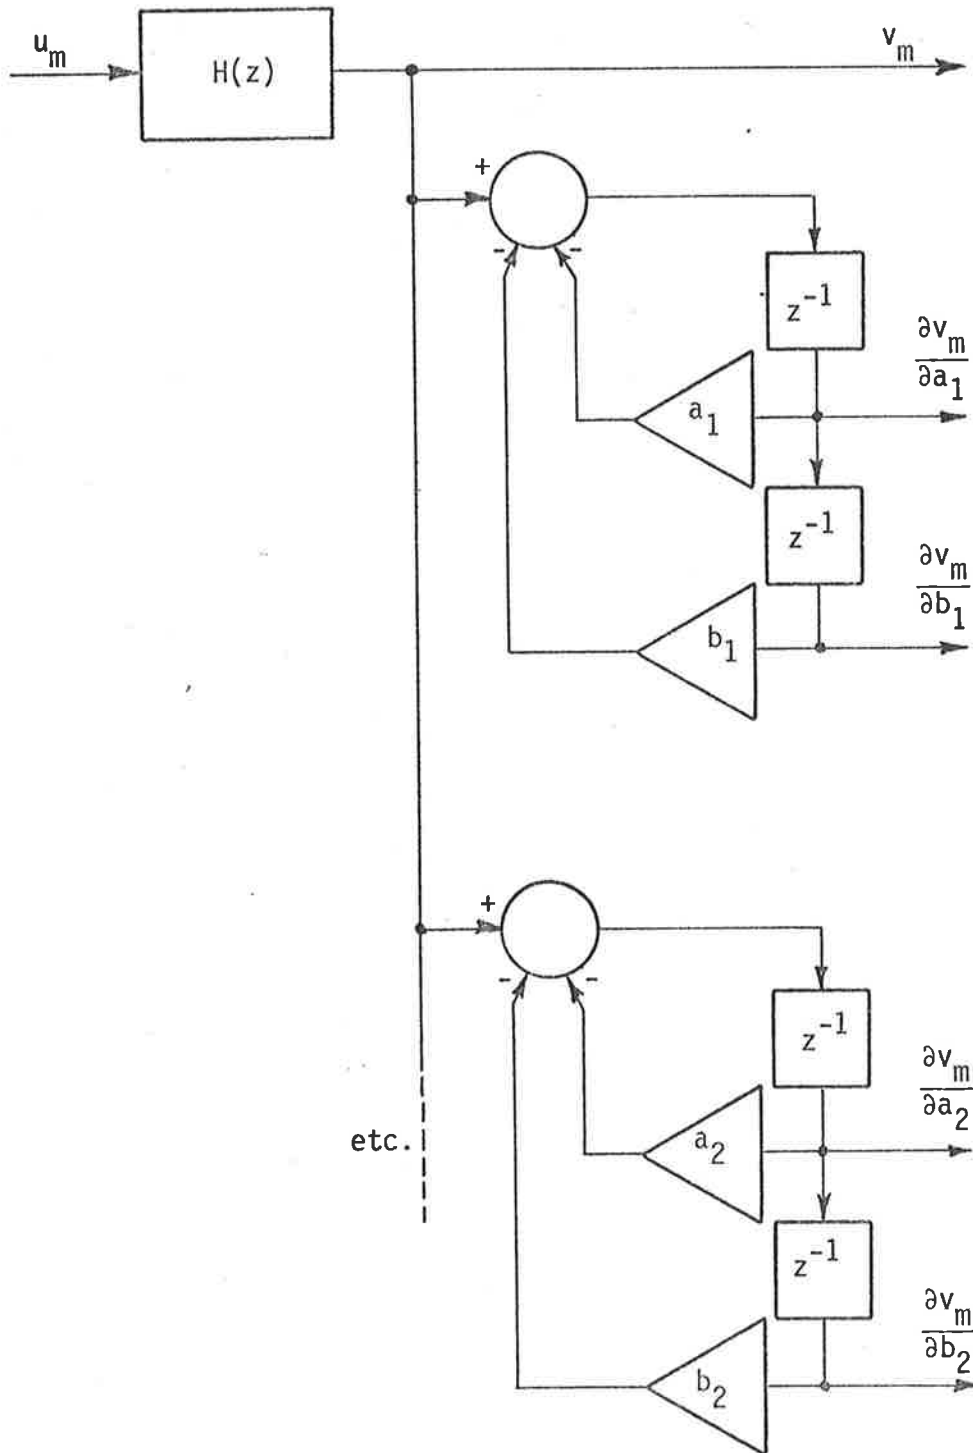 u_m
H(z)
v_m
+
- -
z^-1
∂v_m
∂a_1
a_1
z^-1
∂v_m
∂b_1
b_1
+
- -
z^-1
∂v_m
∂a_2
etc.
a_2
z^-1
∂v_m
∂b_2
b_2